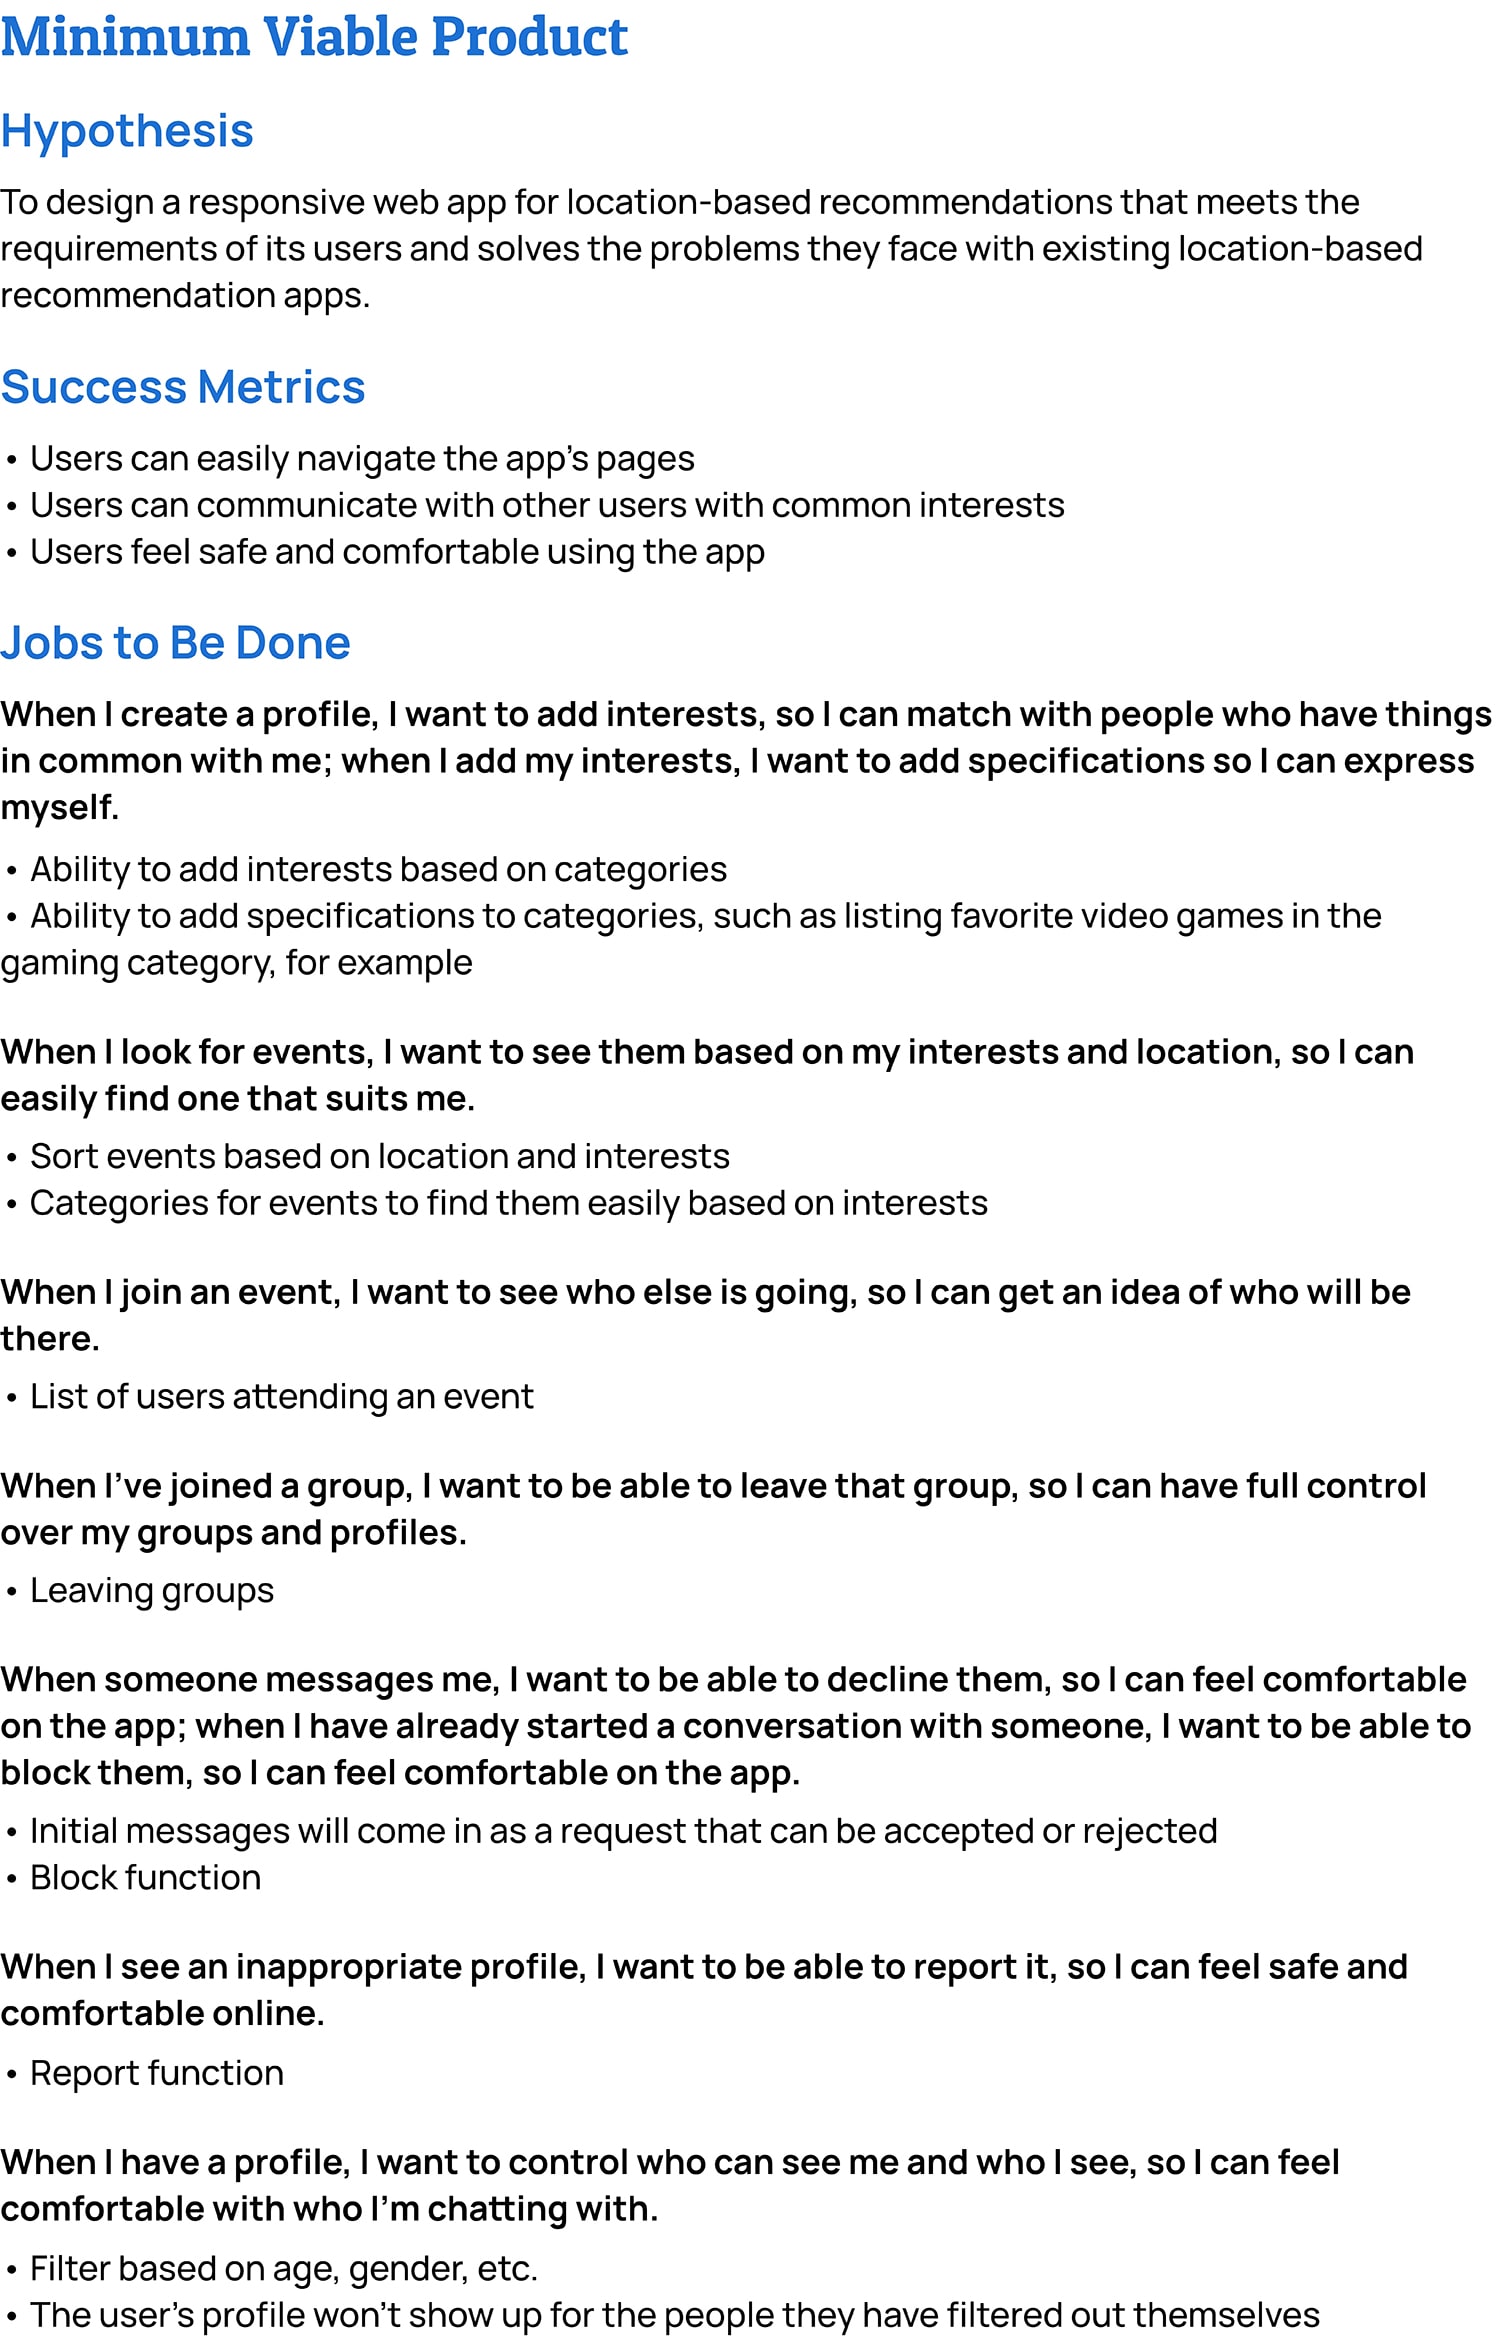 Minimum Viable Product
Hypothesis
To design a responsive web app for location-based recommendations that meets the
requirements of its users and solves the problems they face with existing location-based
recommendation apps.
Success Metrics
• Users can easily navigate the app’s pages
• Users can communicate with other users with common interests
• Users feel safe and comfortable using the app
Jobs to Be Done
When I create a profile, I want to add interests, so I can match with people who have things
in common with me; when I add my interests, I want to add specifications so I can express
myself.
• Ability to add interests based on categories
• Ability to add specifications to categories, such as listing favorite video games in the
gaming category, for example
When I look for events, I want to see them based on my interests and location, so I can
easily find one that suits me.
• Sort events based on location and interests
• Categories for events to find them easily based on interests
When I join an event, I want to see who else is going, so I can get an idea of who will be
there.
• List of users attending an event
When I’ve joined a group, I want to be able to leave that group, so I can have full control
over my groups and profiles.
• Leaving groups
When someone messages me, I want to be able to decline them, so I can feel comfortable
on the app; when I have already started a conversation with someone, I want to be able to
block them, so I can feel comfortable on the app.
• Initial messages will come in as a request that can be accepted or rejected
• Block function
When I see an inappropriate profile, I want to be able to report it, so I can feel safe and
comfortable online.
• Report function
When I have a profile, I want to control who can see me and who I see, so I can feel
comfortable with who I’m chatting with.
• Filter based on age, gender, etc.
• The user’s profile won’t show up for the people they have filtered out themselves